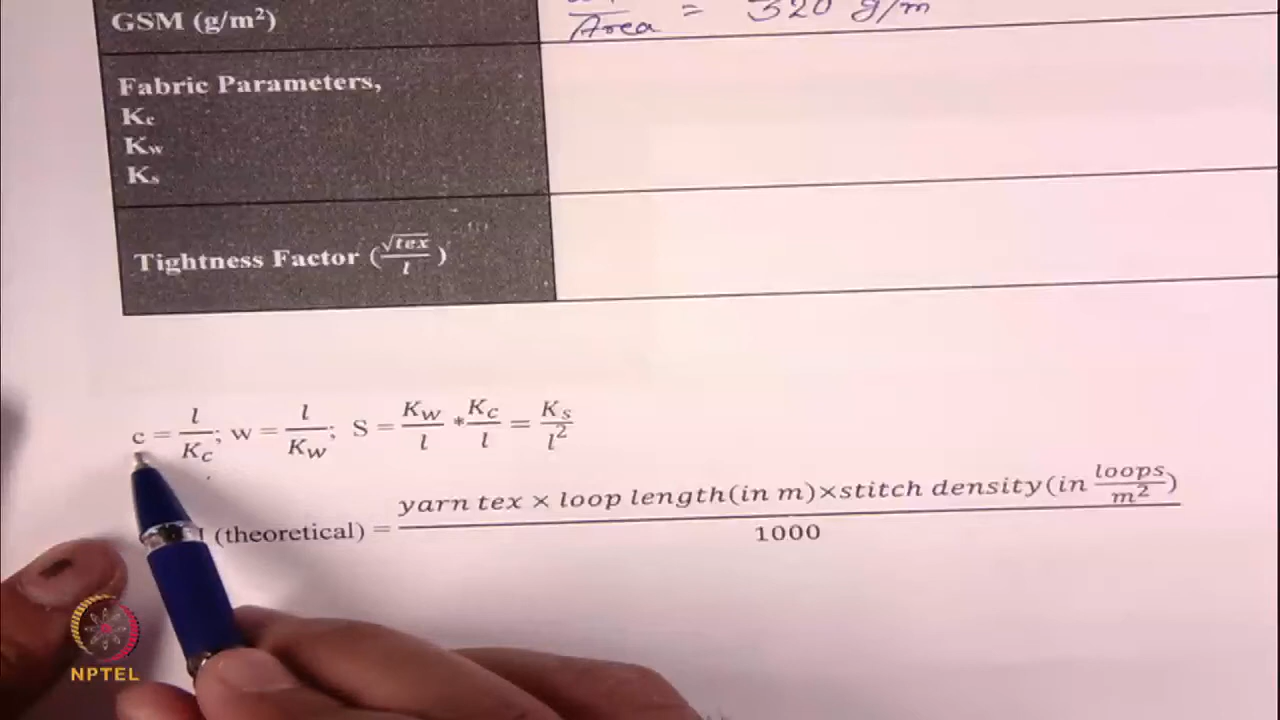 GSM (g/m²)
Area = 320 g/m
Fabric Parameters,
Kc
Kw
Ks
Tightness Factor (√tex/l)
c = l/Kc; w = l/Kw; S = Kw/l * Kc/l = Ks/l²
(theoretical) = yarn tex × loop length(in m)×stitch density(in loops/m²)/1000
NPTEL